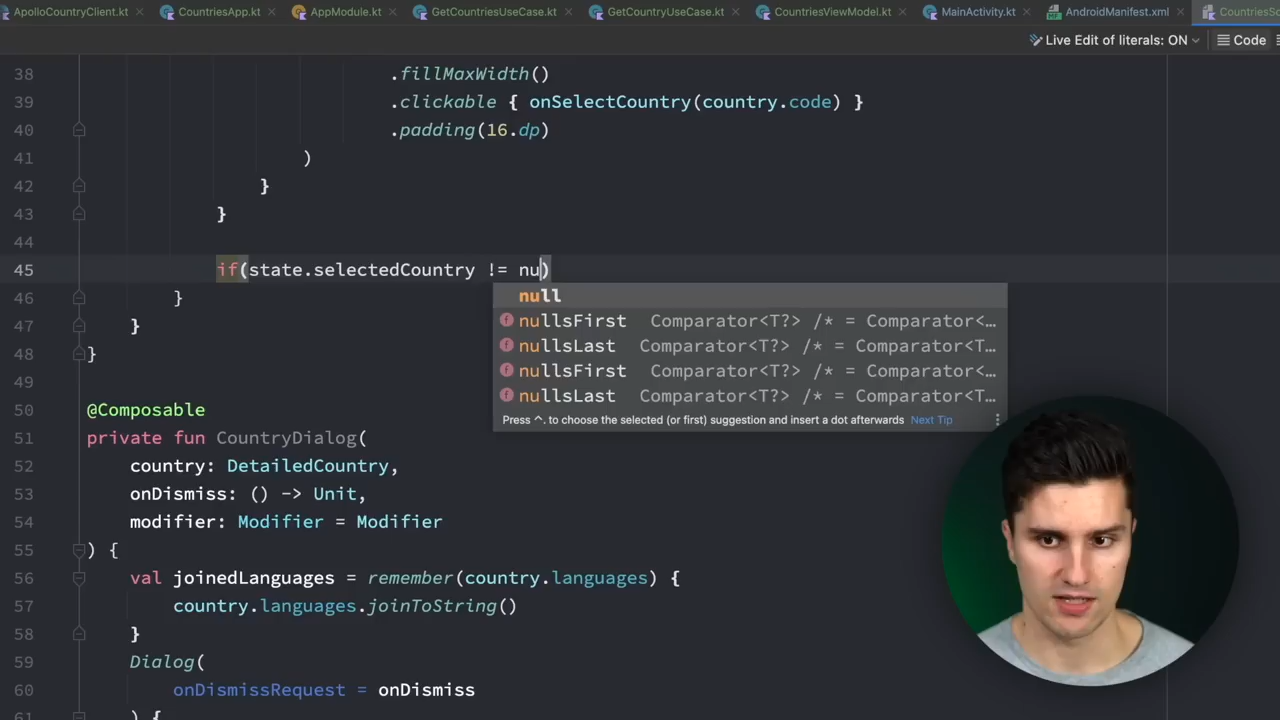 ApolloCountryClient.kt CountriesApp.kt AppModule.kt GetCountriesUseCase.kt GetCountryUseCase.kt CountriesViewModel.kt MainActivity.kt AndroidManifest.xml CountriesSc
Live Edit of literals: ON Code
38 .fillMaxWidth()
39 .clickable { onSelectCountry(country.code) }
40 .padding(16.dp)
41 )
42 }
43 }
44
45 if(state.selectedCountry != nu)
46 }
null
47 }
nullsFirst Comparator<T?> /* = Comparator<…
nullsLast Comparator<T?> /* = Comparator<T…
48 }
nullsFirst Comparator<T?> /* = Comparator<…
49
nullsLast Comparator<T?> /* = Comparator<T…
50 @Composable
Press ^. to choose the selected (or first) suggestion and insert a dot afterwards Next Tip
51 private fun CountryDialog(
52 country: DetailedCountry,
53 onDismiss: () -> Unit,
54 modifier: Modifier = Modifier
55 ) {
56 val joinedLanguages = remember(country.languages) {
57 country.languages.joinToString()
58 }
59 Dialog(
60 onDismissRequest = onDismiss
61 ) {